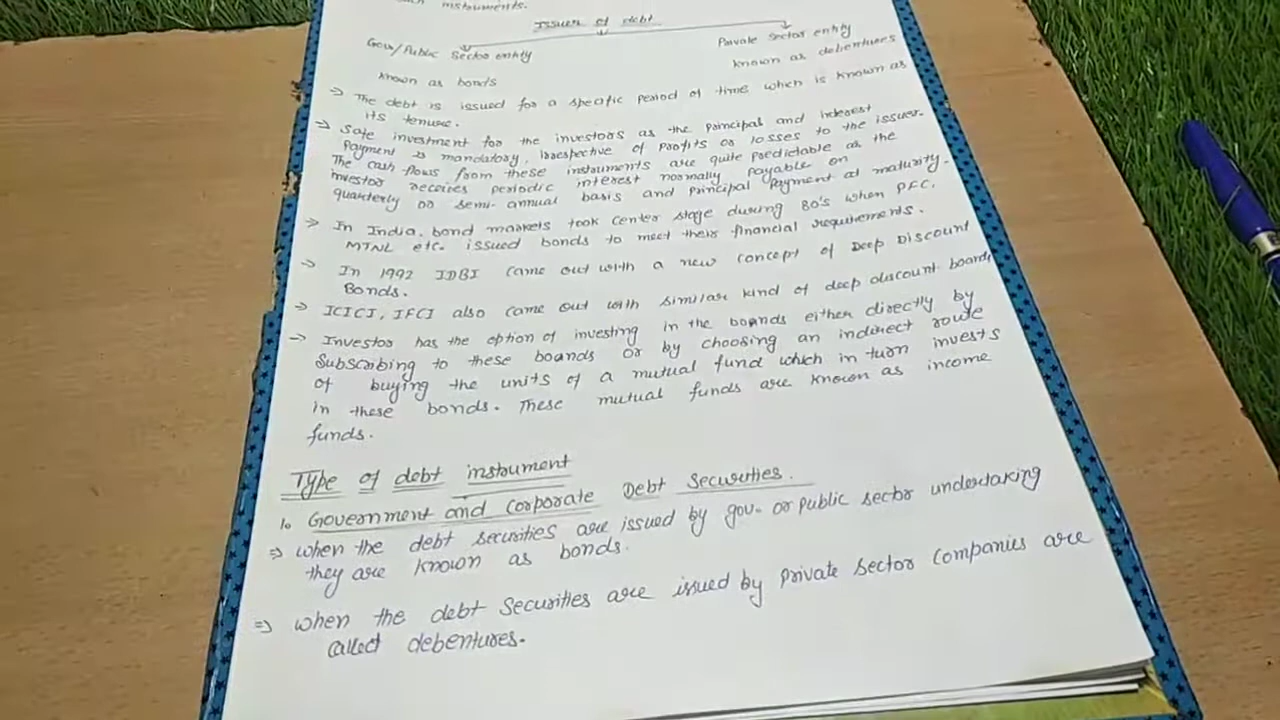 instruments.
Issuer of debt
Gov/Public Sector entity
Private Sector entity
known as bonds
known as debentures
⇒ The debt is issued for a specific period of time which is known as
its tenure.
⇒ Safe investment for the investors as the principal and interest
Payment is mandatory, irrespective of profits or losses to the issuer.
The cash flows from these instruments are quite predictable as the
investor receives periodic interest normally payable on
quarterly or semi-annual basis and principal payment at maturity.
⇒ In India, bond markets took center stage during 80's when PFC,
MTNL etc. issued bonds to meet their financial requirements.
⇒ In 1992 IDBI came out with a new concept of Deep Discount
Bonds.
⇒ ICICI, IFCI also came out with similar kind of deep discount bonds
⇒ Investor has the option of investing in the bonds either directly by
Subscribing to these bounds or by choosing an indirect route
of buying the units of a mutual fund which in turn invests
in these bonds. These mutual funds are known as income
funds.
Type of debt instrument
1. Government and corporate Debt Securities.
⇒ when the debt securities are issued by gov. or public sector undertaking
they are known as bonds.
⇒ when the debt Securities are issued by private sector companies are
called debentures.